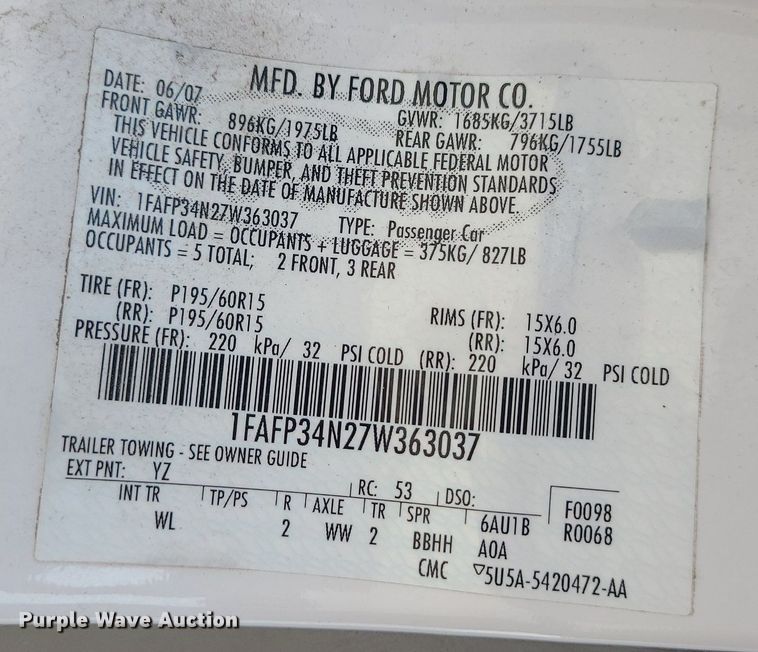 MFD. BY FORD MOTOR CO.
DATE: 06/07 GVWR: 1685KG/3715LB
FRONT GAWR: 896KG/1975LB REAR GAWR: 796KG/1755LB
THIS VEHICLE CONFORMS TO ALL APPLICABLE FEDERAL MOTOR
VEHICLE SAFETY, BUMPER, AND THEFT PREVENTION STANDARDS
IN EFFECT ON THE DATE OF MANUFACTURE SHOWN ABOVE.
VIN: 1FAFP34N27W363037 TYPE: Passenger Car
MAXIMUM LOAD = OCCUPANTS + LUGGAGE = 375KG/ 827LB
OCCUPANTS = 5 TOTAL; 2 FRONT, 3 REAR
TIRE (FR): P195/60R15 RIMS (FR): 15X6.0
(RR): P195/60R15 (RR): 15X6.0
PRESSURE (FR): 220 kPa/ 32 PSI COLD (RR): 220 kPa/ 32 PSI COLD
1FAFP34N27W363037
TRAILER TOWING - SEE OWNER GUIDE
EXT PNT: YZ RC: 53 DSO: F0098
INT TR TP/PS R AXLE TR SPR 6AU1B R0068
WL 2 WW 2 BBHH AOA
CMC ▽5U5A-5420472-AA
Purple Wave Auction